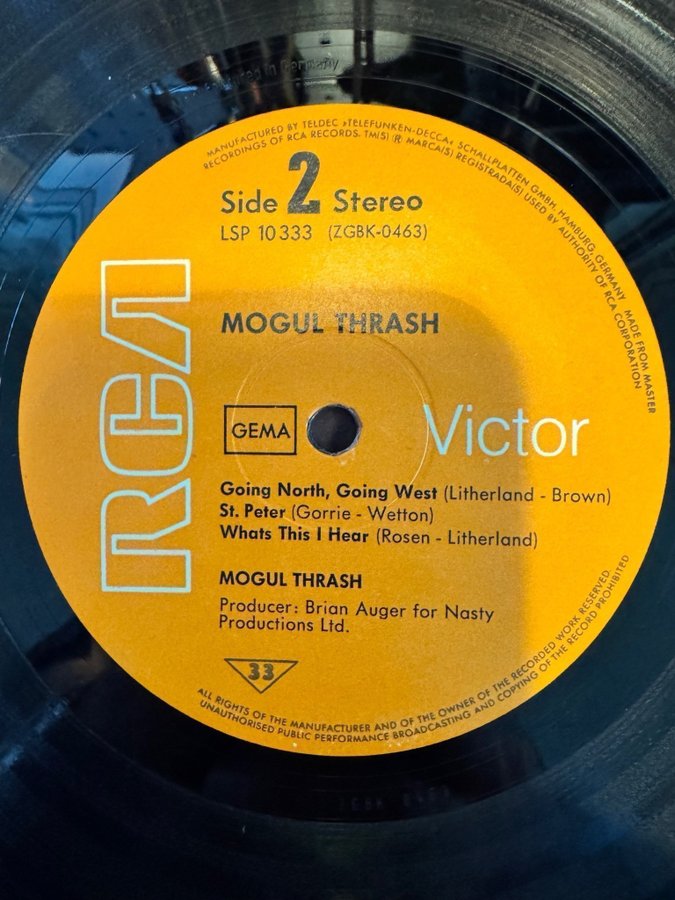 MANUFACTURED BY TELDEC »TELEFUNKEN-DECCA« SCHALLPLATTEN GMBH, HAMBURG, GERMANY MADE FROM MASTER
RECORDINGS OF RCA RECORDS. TM(S) ® MARCA(S) REGISTRADA(S) USED BY AUTHORITY OF RCA CORPORATION
Side 2 Stereo
LSP 10 333 (ZGBK-0463)
RCA
MOGUL THRASH
GEMA
Victor
Going North, Going West (Litherland - Brown)
St. Peter (Gorrie - Wetton)
Whats This I Hear (Rosen - Litherland)
MOGUL THRASH
Producer: Brian Auger for Nasty
Productions Ltd.
33
ALL RIGHTS OF THE MANUFACTURER AND OF THE OWNER OF THE RECORDED WORK RESERVED
UNAUTHORISED PUBLIC PERFORMANCE BROADCASTING AND COPYING OF THE RECORD PROHIBITED